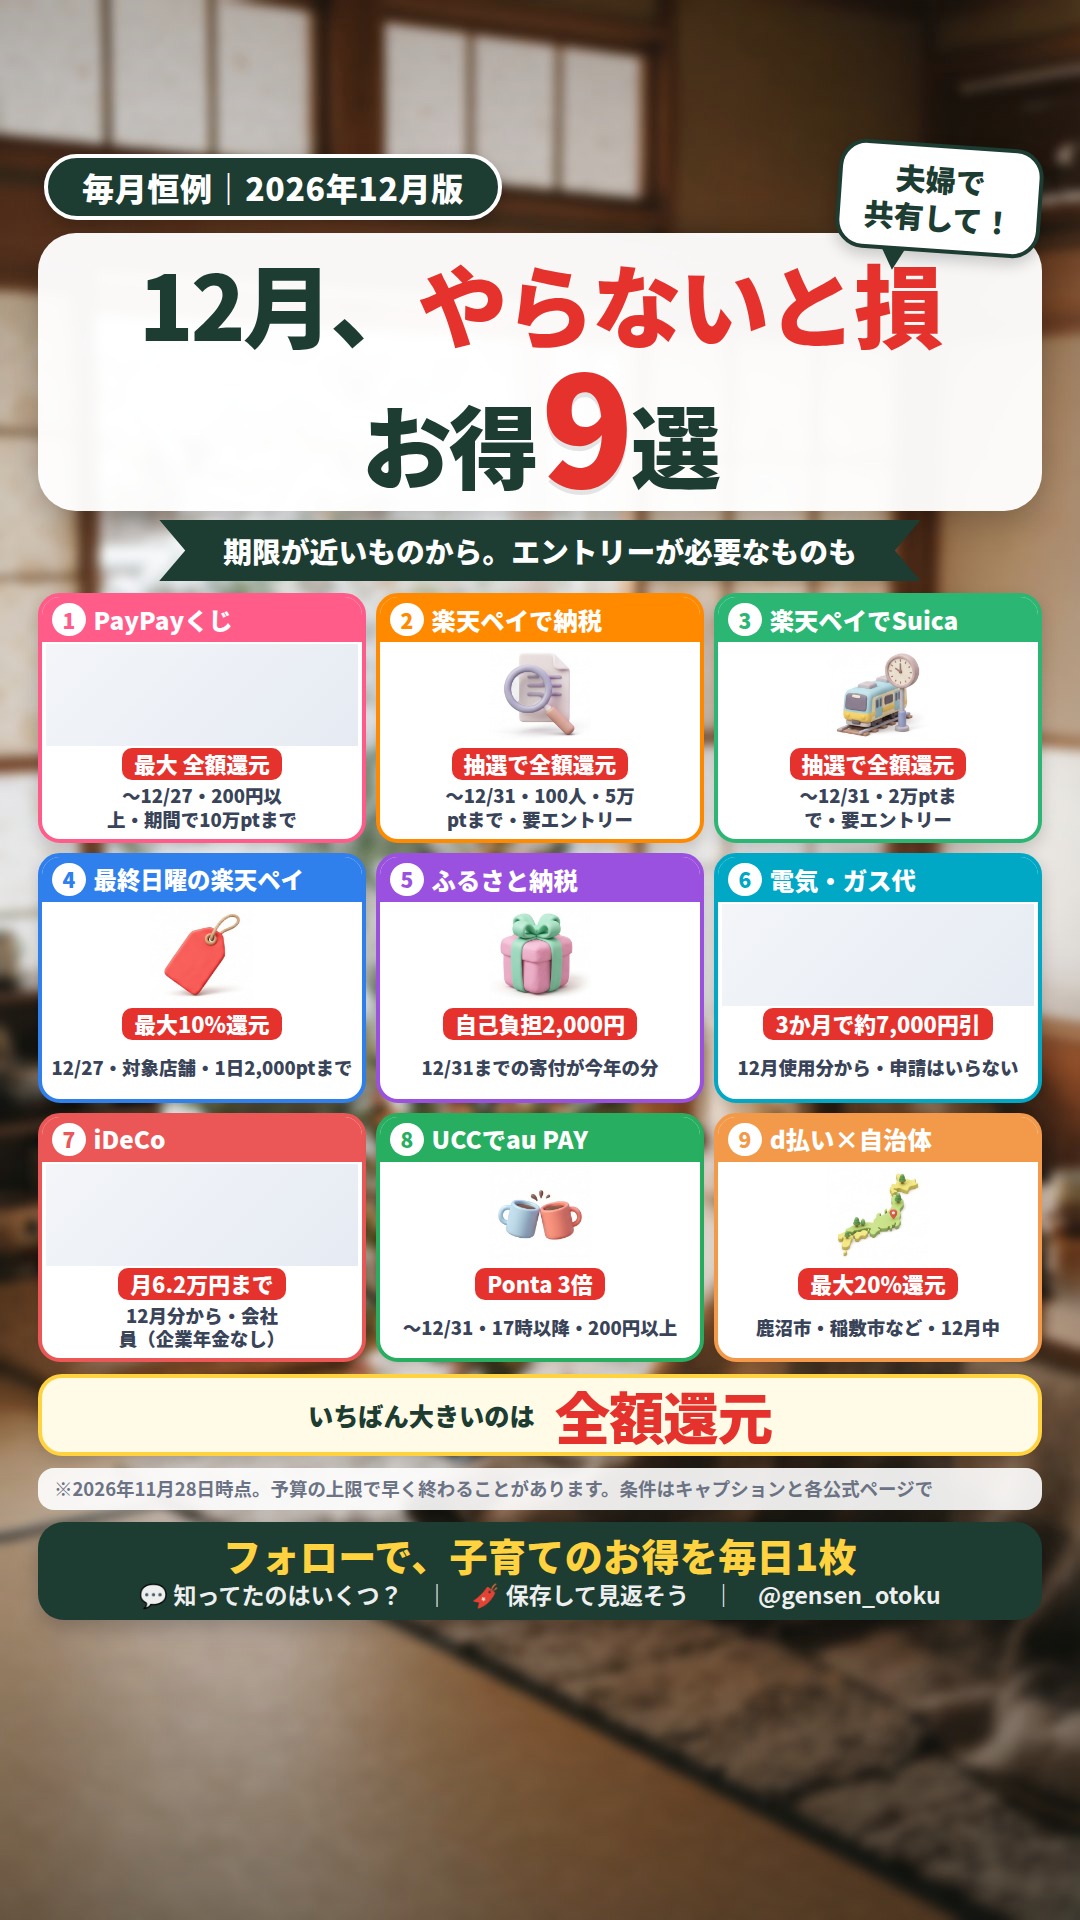 毎月恒例｜2026年12月版
夫婦で
共有して！
12月、やらないと損
お得9選
期限が近いものから。エントリーが必要なものも
1 PayPayくじ
最大 全額還元
〜12/27・200円以
上・期間で10万ptまで
2 楽天ペイで納税
抽選で全額還元
〜12/31・100人・5万
ptまで・要エントリー
3 楽天ペイでSuica
抽選で全額還元
〜12/31・2万ptま
で・要エントリー
4 最終日曜の楽天ペイ
最大10%還元
12/27・対象店舗・1日2,000ptまで
5 ふるさと納税
自己負担2,000円
12/31までの寄付が今年の分
6 電気・ガス代
3か月で約7,000円引
12月使用分から・申請はいらない
7 iDeCo
月6.2万円まで
12月分から・会社
員（企業年金なし）
8 UCCでau PAY
Ponta 3倍
〜12/31・17時以降・200円以上
9 d払い×自治体
最大20%還元
鹿沼市・稲敷市など・12月中
いちばん大きいのは 全額還元
※2026年11月28日時点。予算の上限で早く終わることがあります。条件はキャプションと各公式ページで
フォローで、子育てのお得を毎日1枚
💬 知ってたのはいくつ？ ｜ 🔖 保存して見返そう ｜ @gensen_otoku